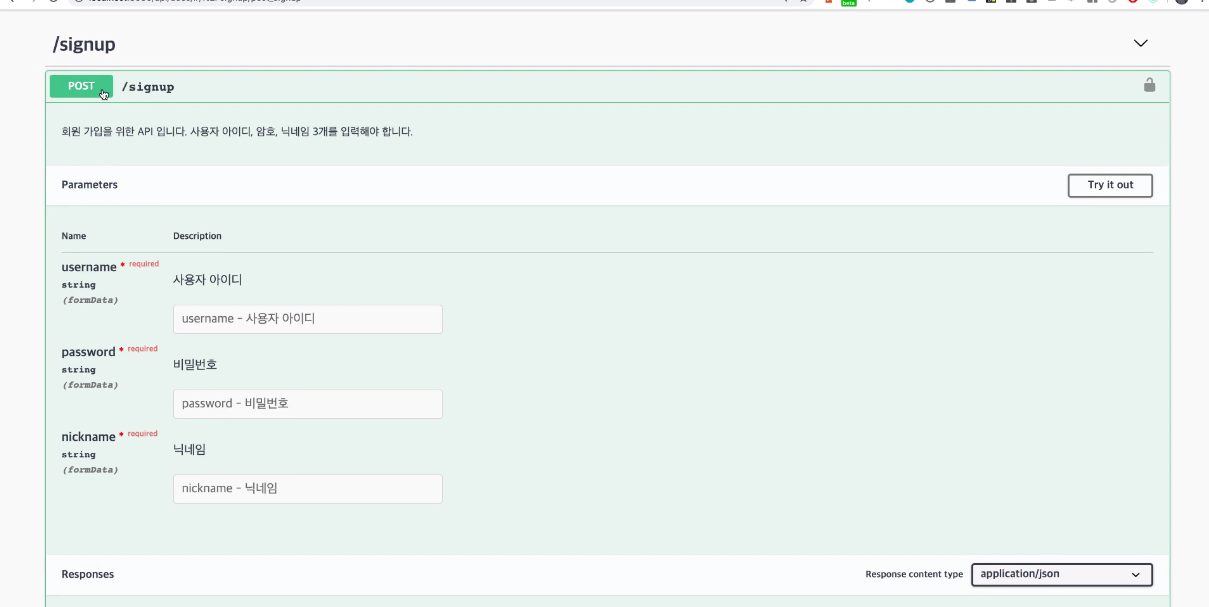 /signup
POST /signup
회원 가입을 위한 API 입니다. 사용자 아이디, 암호, 닉네임 3개를 입력해야 합니다.
Parameters
Try it out
Name Description
username * required
string
(formData)
사용자 아이디
username - 사용자 아이디
password * required
string
(formData)
비밀번호
password - 비밀번호
nickname * required
string
(formData)
닉네임
nickname - 닉네임
Responses
Response content type
application/json